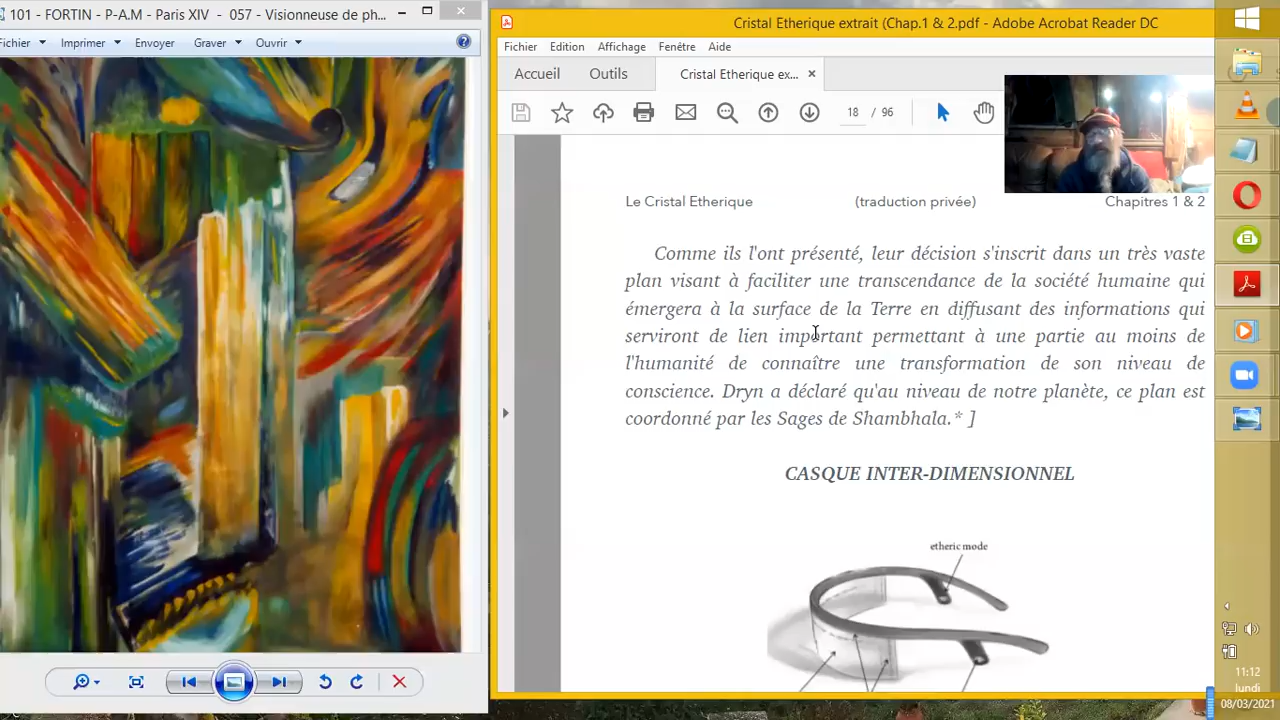 101 - FORTIN - P-A-M - Paris XIV - 057 - Visionneuse de ph...
Fichier Imprimer Envoyer Graver Ouvrir
Cristal Etherique extrait (Chap.1 & 2.pdf - Adobe Acrobat Reader DC
Fichier Edition Affichage Fenêtre Aide
Accueil Outils Cristal Etherique ex...
18 / 96
Le Cristal Etherique (traduction privée) Chapitres 1 & 2
Comme ils l'ont présenté, leur décision s'inscrit dans un très vaste
plan visant à faciliter une transcendance de la société humaine qui
émergera à la surface de la Terre en diffusant des informations qui
serviront de lien important permettant à une partie au moins de
l'humanité de connaître une transformation de son niveau de
conscience. Dryn a déclaré qu'au niveau de notre planète, ce plan est
coordonné par les Sages de Shambhala.* ]
CASQUE INTER-DIMENSIONNEL
etheric mode
11:12
lundi
08/03/2021